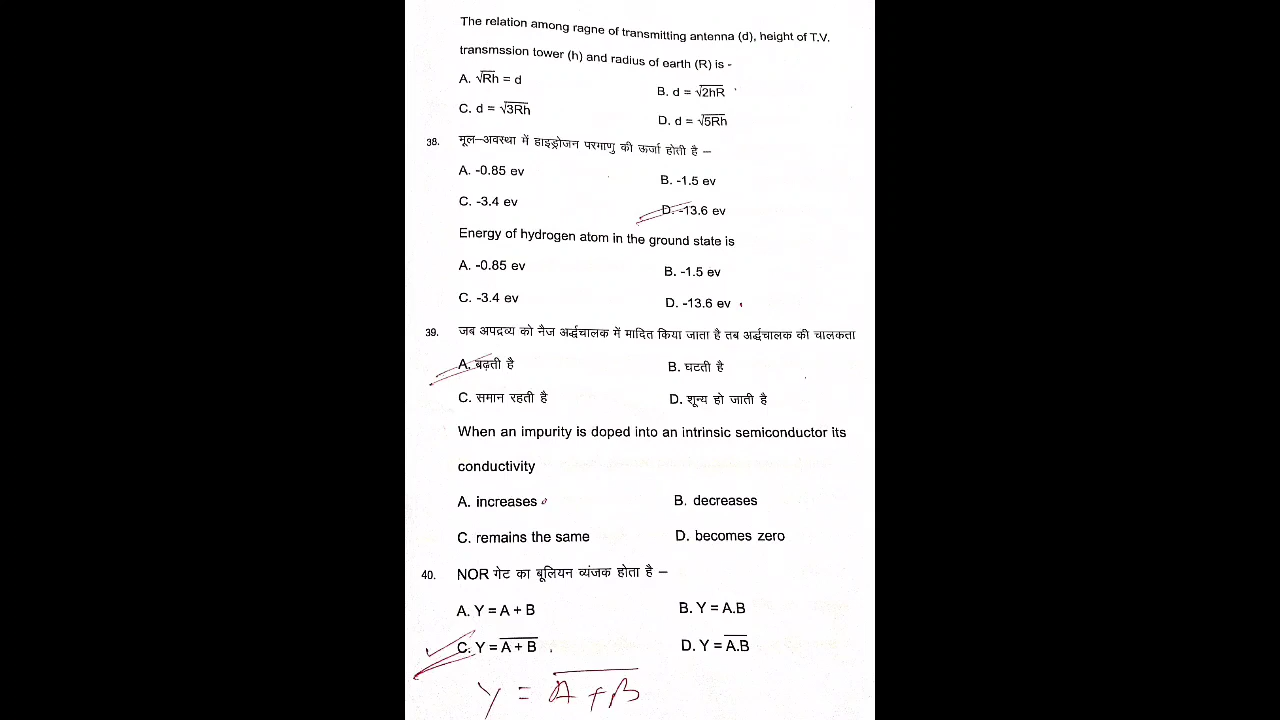 The relation among ragne of transmitting antenna (d), height of T.V.
transmssion tower (h) and radius of earth (R) is -
A. √Rh = d
B. d = √2hR
C. d = √3Rh
D. d = √5Rh
38. मूल–अवस्था में हाइड्रोजन परगाणु की ऊर्जा होती है –
A. -0.85 ev
B. -1.5 ev
C. -3.4 ev
D. -13.6 ev
Energy of hydrogen atom in the ground state is
A. -0.85 ev
B. -1.5 ev
C. -3.4 ev
D. -13.6 ev
39. जब अपद्रव्य को नैज अर्द्धचालक में मादित किया जाता है तब अर्द्धचालक की चालकता
A. बढ़ती है
B. घटती है
C. समान रहती है
D. शून्य हो जाती है
When an impurity is doped into an intrinsic semiconductor its
conductivity
A. increases
B. decreases
C. remains the same
D. becomes zero
40. NOR गेट का बूलियन व्यंजक होता है –
A. Y = A + B
B. Y = A.B
C. Y = A̅ ̅+̅ ̅B̅
D. Y = A̅.̅B̅
Y = A̅ ̅+̅ ̅B̅